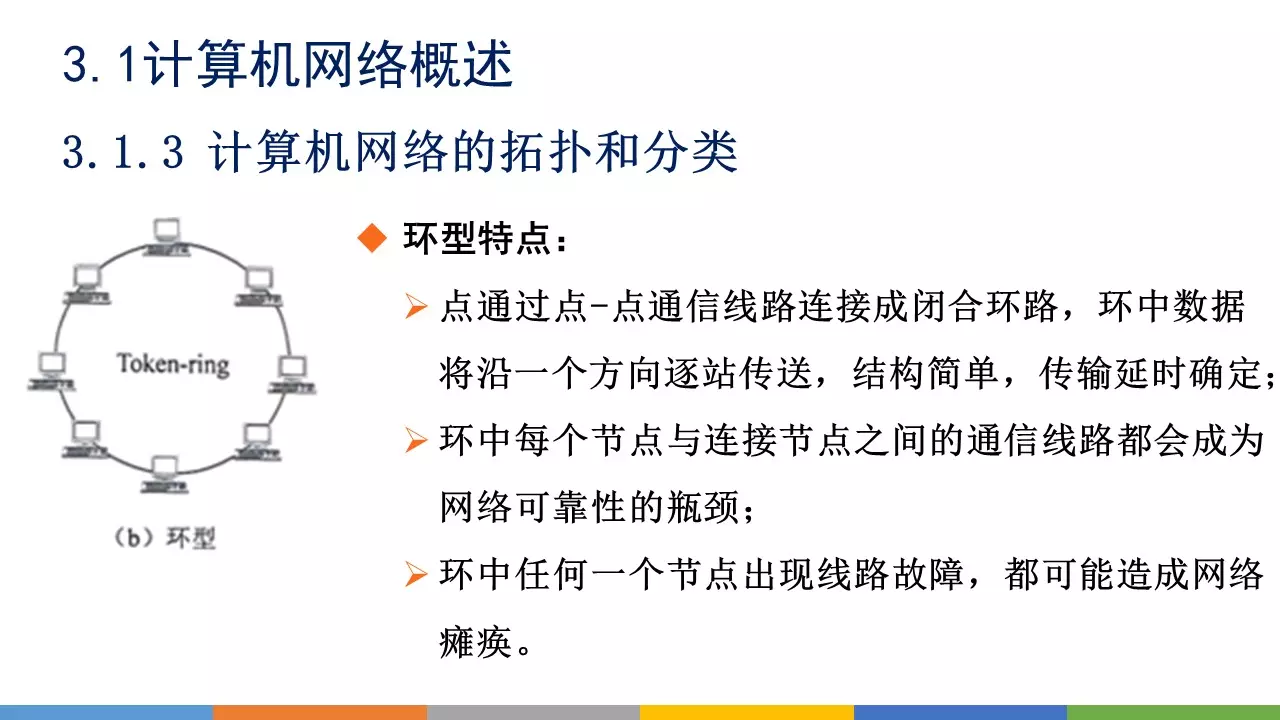 3.1计算机网络概述
3.1.3 计算机网络的拓扑和分类
Token-ring
（b）环型
环型特点：
点通过点-点通信线路连接成闭合环路，环中数据
将沿一个方向逐站传送，结构简单，传输延时确定；
环中每个节点与连接节点之间的通信线路都会成为
网络可靠性的瓶颈；
环中任何一个节点出现线路故障，都可能造成网络
瘫痪。